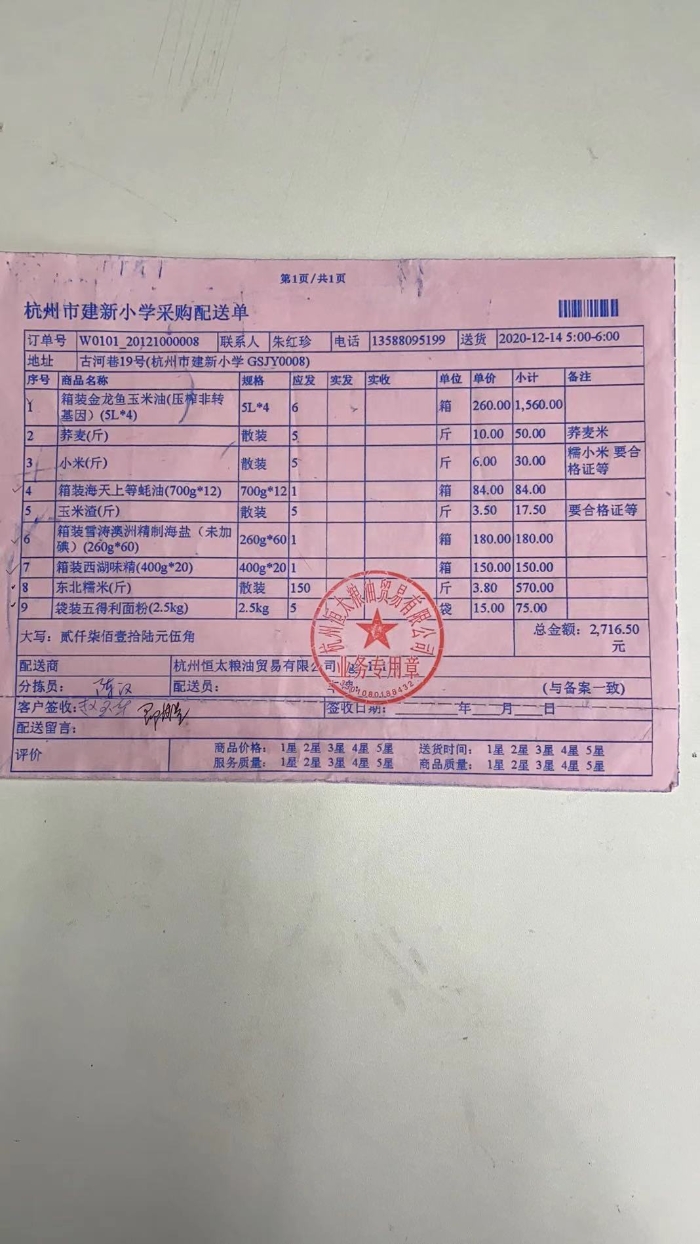 第1页/共1页
杭州市建新小学采购配送单
订单号 W0101_20121000008 联系人 朱红珍 电话 13588095199 送货 2020-12-14 5:00-6:00
地址 古河巷19号(杭州市建新小学 GSJY0008)
序号 商品名称 规格 应发 实发 实收 单位 单价 小计 备注
1 箱装金龙鱼玉米油(压榨非转基因）(5L*4) 5L*4 6 箱 260.00 1,560.00
2 荞麦(斤) 散装 5 斤 10.00 50.00 荞麦米
3 小米(斤) 散装 5 斤 6.00 30.00 糯小米 要合格证等
4 箱装海天上等蚝油(700g*12) 700g*12 1 箱 84.00 84.00
5 玉米渣(斤) 散装 5 斤 3.50 17.50 要合格证等
6 箱装雪涛澳洲精制海盐（未加碘）(260g*60) 260g*60 1 箱 180.00 180.00
7 箱装西湖味精(400g*20) 400g*20 1 箱 150.00 150.00
8 东北糯米(斤) 散装 150 斤 3.80 570.00
9 袋装五得利面粉(2.5kg) 2.5kg 5 袋 15.00 75.00
大写：贰仟柒佰壹拾陆元伍角 总金额：2,716.50元
配送商 杭州恒太粮油贸易有限公司
杭州恒太粮油贸易有限公司
业务专用章
分拣员： 配送员： (与备案一致)
客户签收: 签收日期: 年 月 日
配送留言:
评价 商品价格： 1星 2星 3星 4星 5星 送货时间： 1星 2星 3星 4星 5星
服务质量： 1星 2星 3星 4星 5星 商品质量： 1星 2星 3星 4星 5星